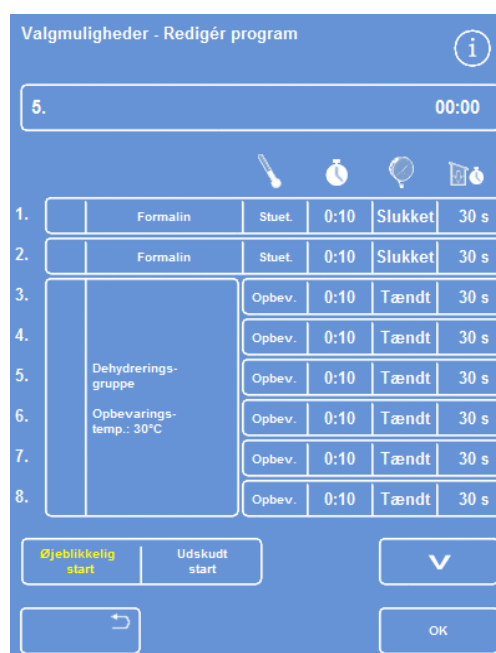 Valgmuligheder - Redigér program
i
5. 00:00
1. Formalin Stuet. 0:10 Slukket 30 s
2. Formalin Stuet. 0:10 Slukket 30 s
3. Opbev. 0:10 Tændt 30 s
4. Opbev. 0:10 Tændt 30 s
Dehydrerings-
5. gruppe Opbev. 0:10 Tændt 30 s
6. Opbevarings- Opbev. 0:10 Tændt 30 s
temp.: 30°C
7. Opbev. 0:10 Tændt 30 s
8. Opbev. 0:10 Tændt 30 s
Øjeblikkelig Udskudt
start start
OK